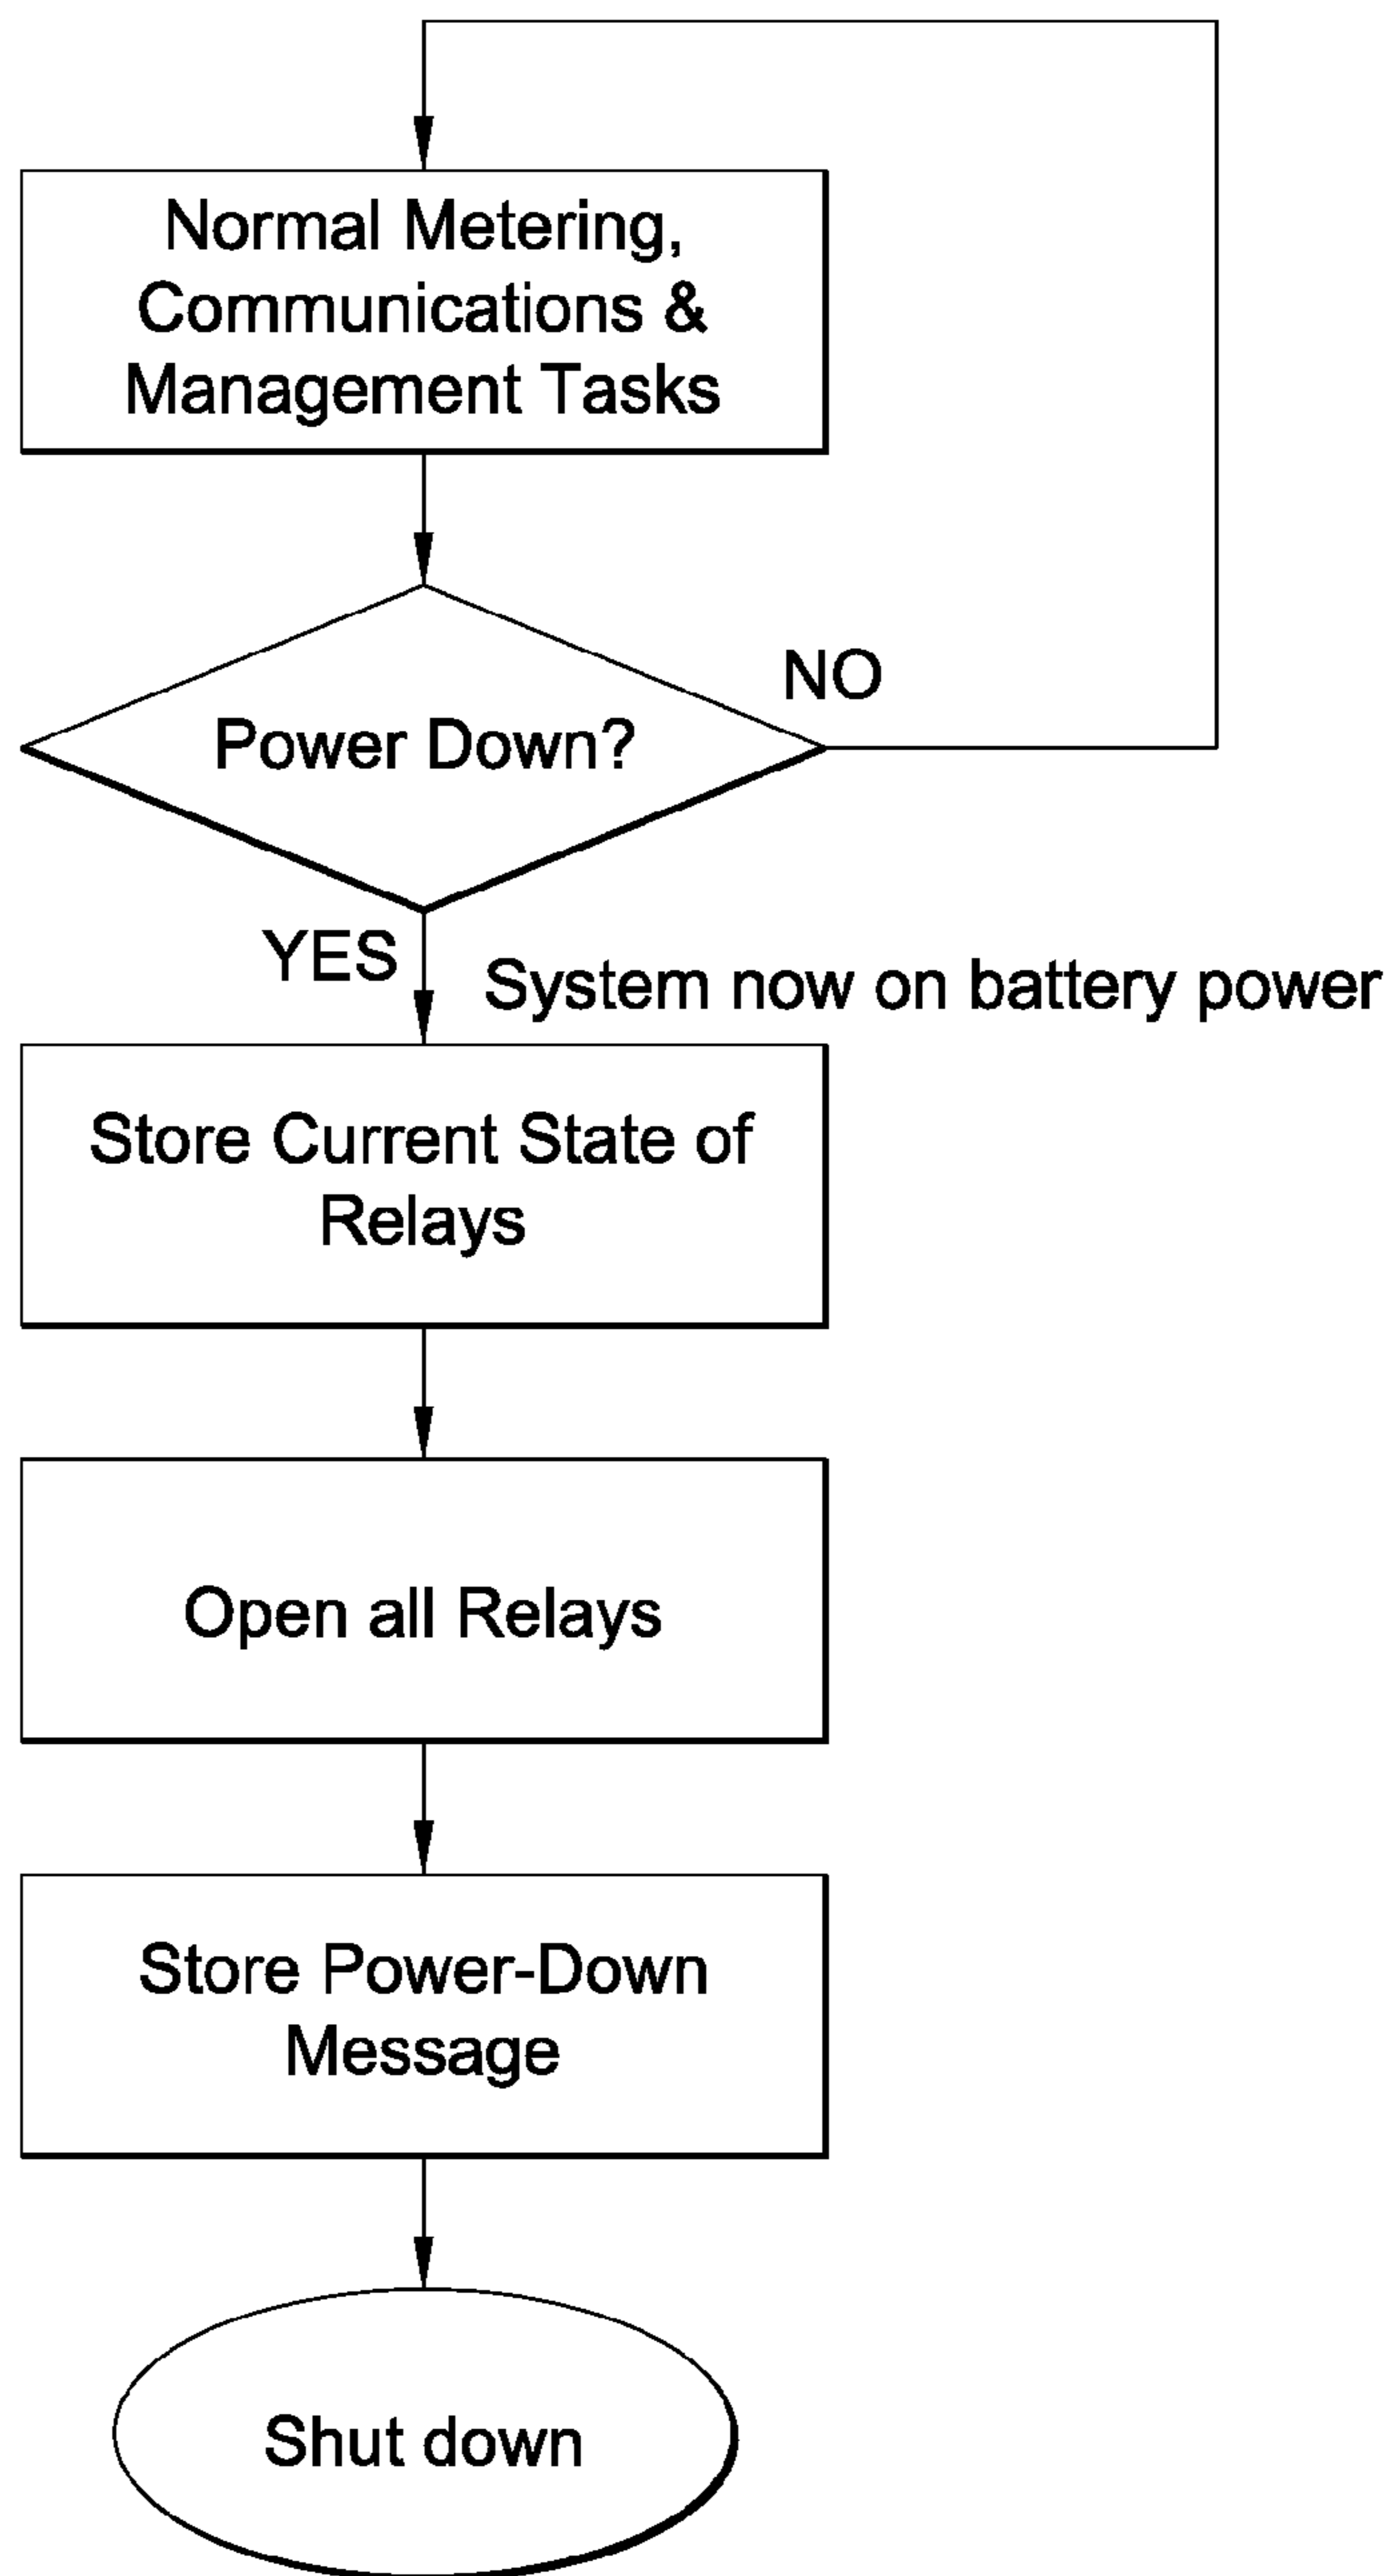 Normal Metering,
Communications &
Management Tasks
Power Down?
NO
YES
System now on battery power
Store Current State of
Relays
Open all Relays
Store Power-Down
Message
Shut down